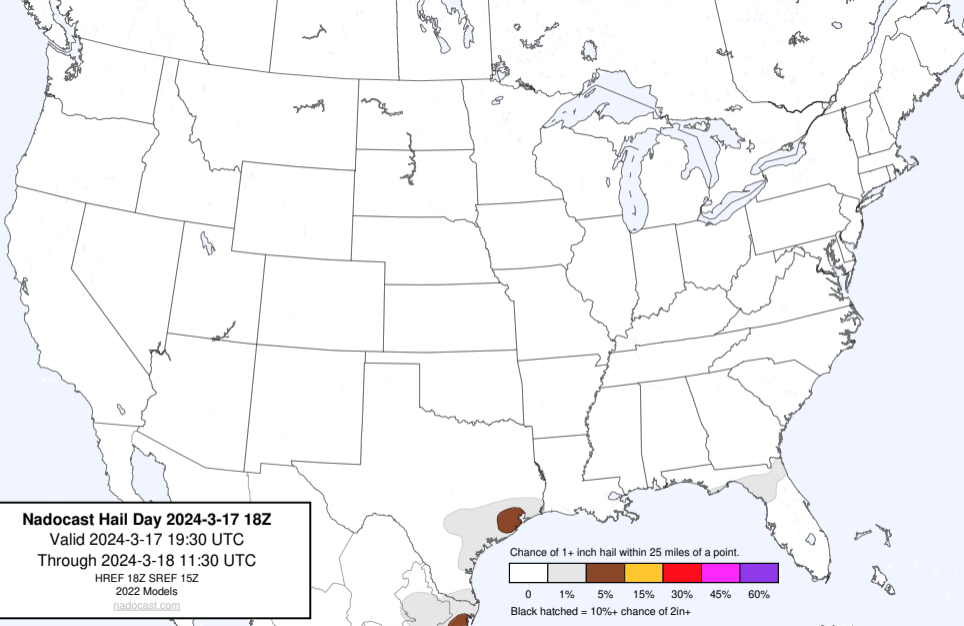 Nadocast Hail Day 2024-3-17 18Z
Valid 2024-3-17 19:30 UTC
Through 2024-3-18 11:30 UTC
HREF 18Z SREF 15Z
2022 Models
nadocast.com
Chance of 1+ inch hail within 25 miles of a point.
0 1% 5% 15% 30% 45% 60%
Black hatched = 10%+ chance of 2in+